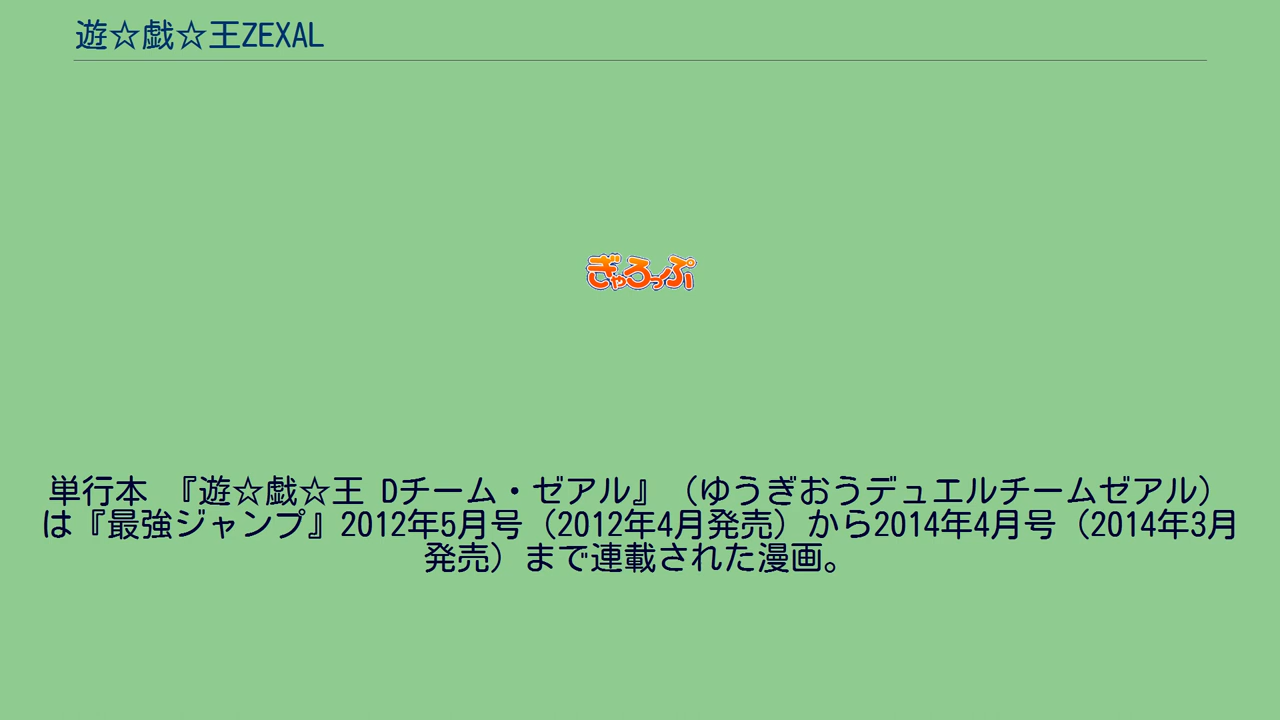 遊☆戯☆王ZEXAL
ぎゃろっぷ
単行本 『遊☆戯☆王 Dチーム・ゼアル』（ゆうぎおうデュエルチームゼアル）
は『最強ジャンプ』2012年5月号（2012年4月発売）から2014年4月号（2014年3月
発売）まで連載された漫画。